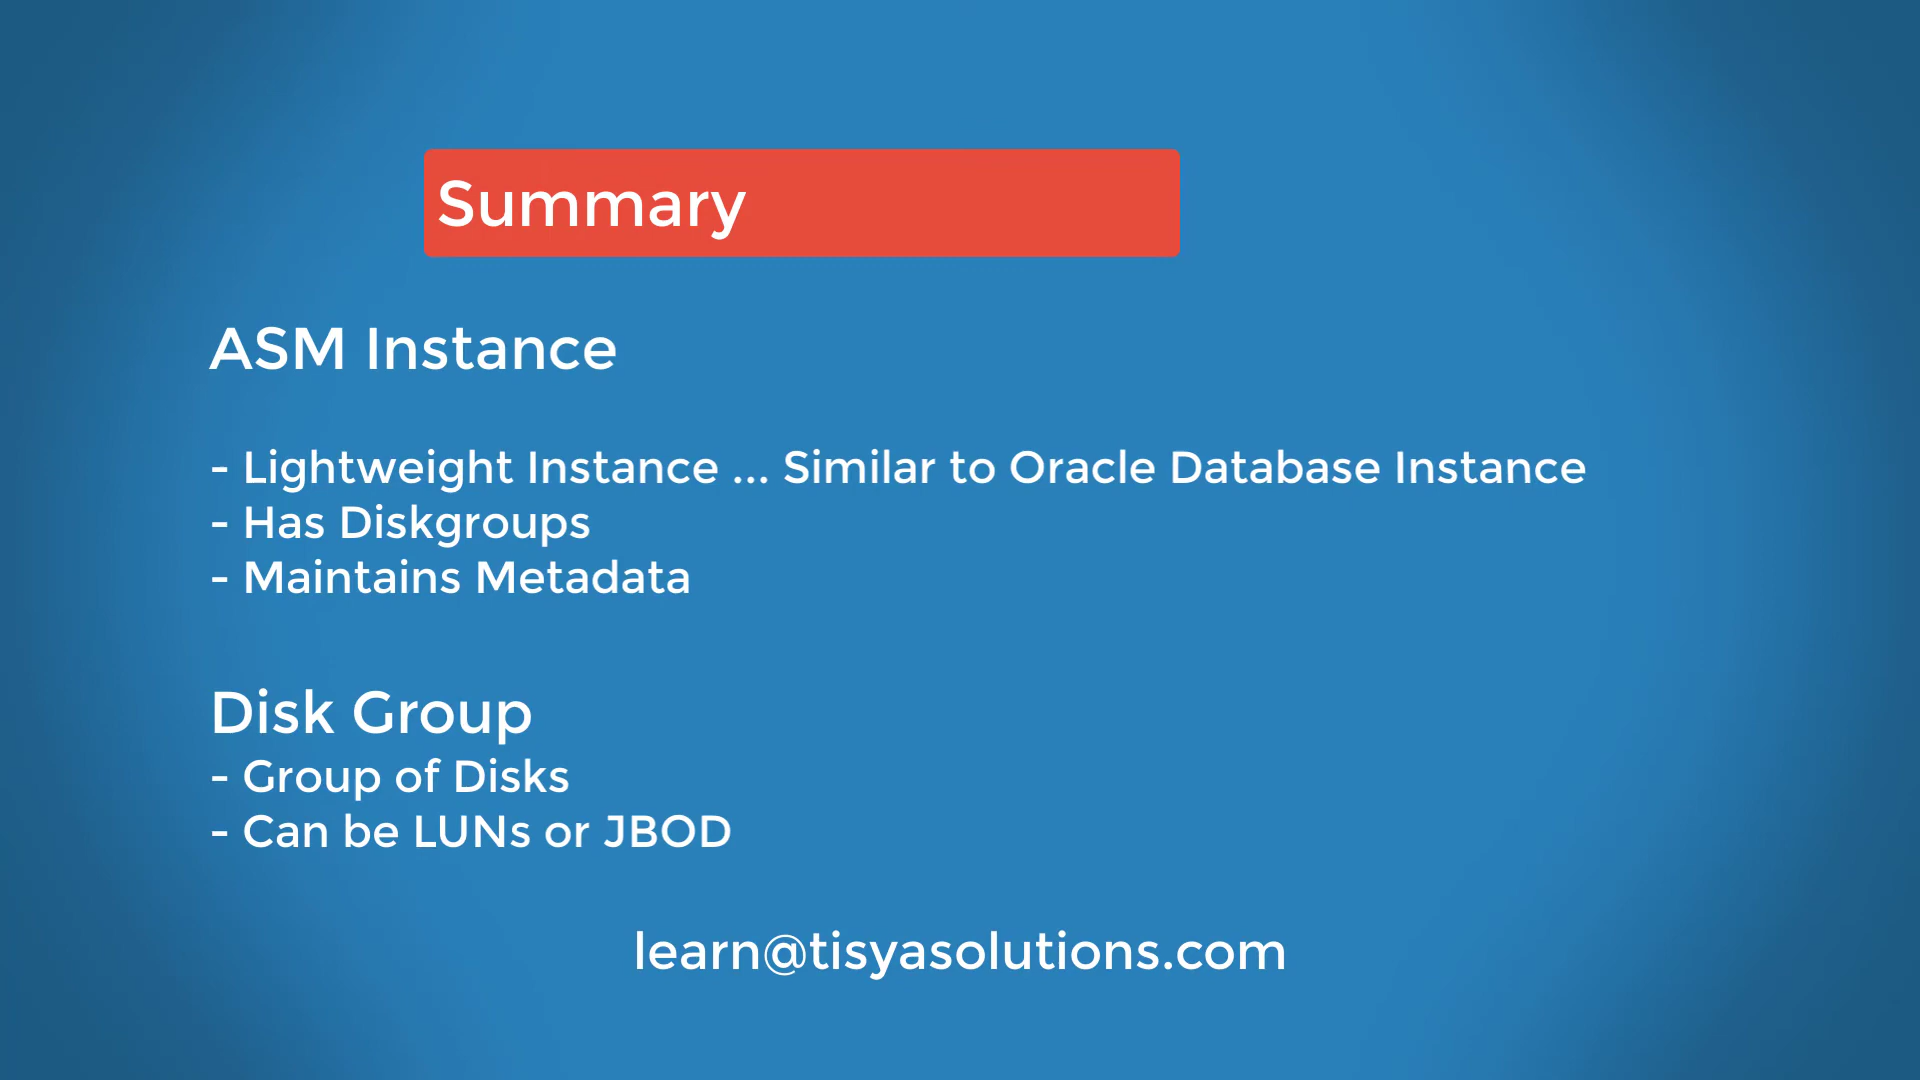 Summary
ASM Instance
- Lightweight Instance ... Similar to Oracle Database Instance
- Has Diskgroups
- Maintains Metadata
Disk Group
- Group of Disks
- Can be LUNs or JBOD
learn@tisyasolutions.com